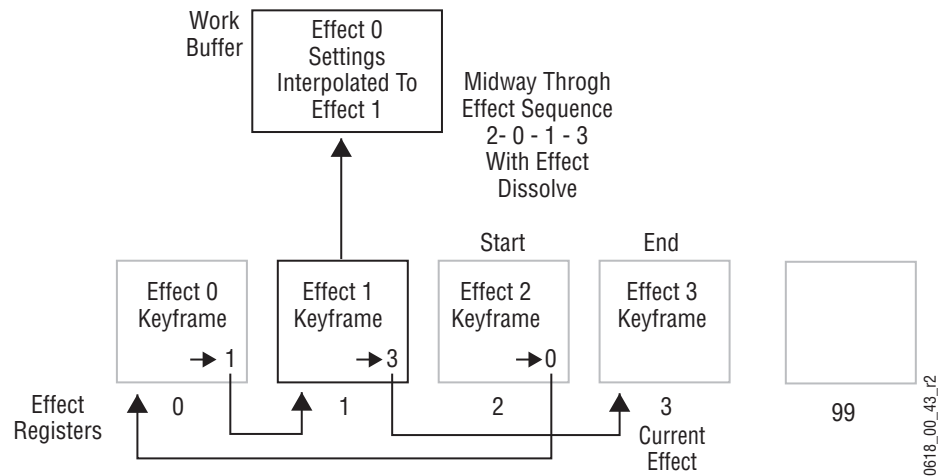 Work
Buffer
Effect 0
Settings
Interpolated To
Effect 1
Midway Throgh
Effect Sequence
2- 0 - 1 - 3
With Effect
Dissolve
Start
End
Effect 0
Keyframe
1
Effect 1
Keyframe
3
Effect 2
Keyframe
0
Effect 3
Keyframe
Effect
Registers
0
1
2
3
Current
Effect
99
0618_00_43_r2